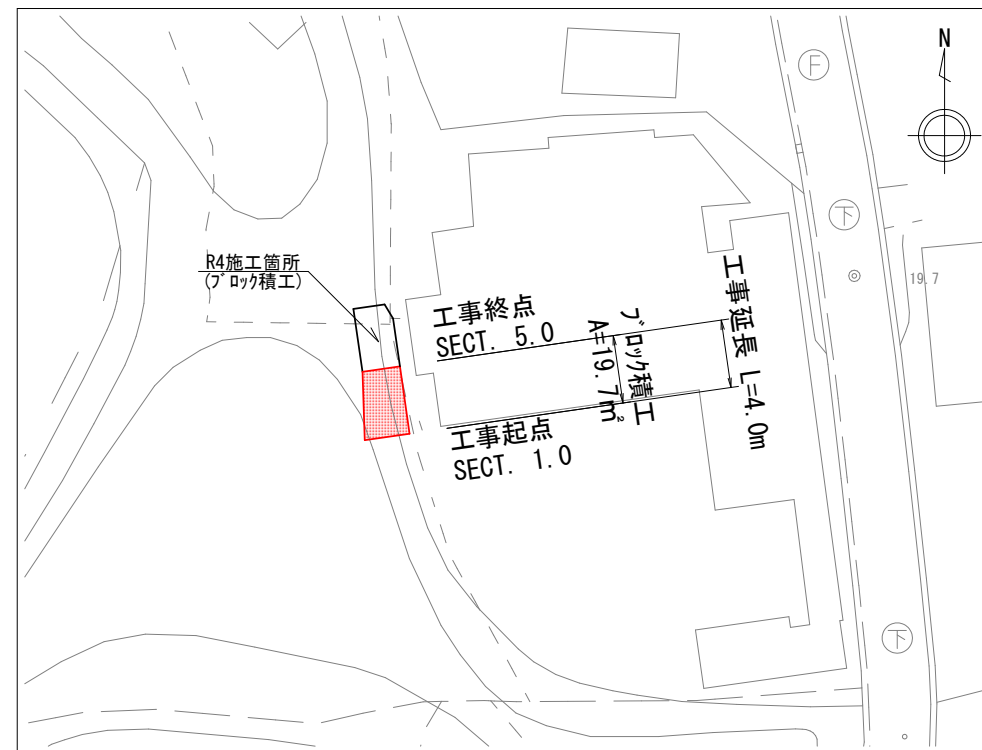 N
F
下
R4施工箇所
(ブロック積工)
19.7
工事終点
SECT. 5.0
ブロック積工
A=19.7㎡
工事延長 L=4.0m
工事起点
SECT. 1.0
下